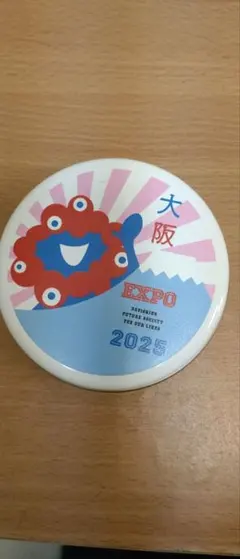 大
阪
EXPO
DESIGNING
FUTURE SOCIETY
FOR OUR LIVES
2025